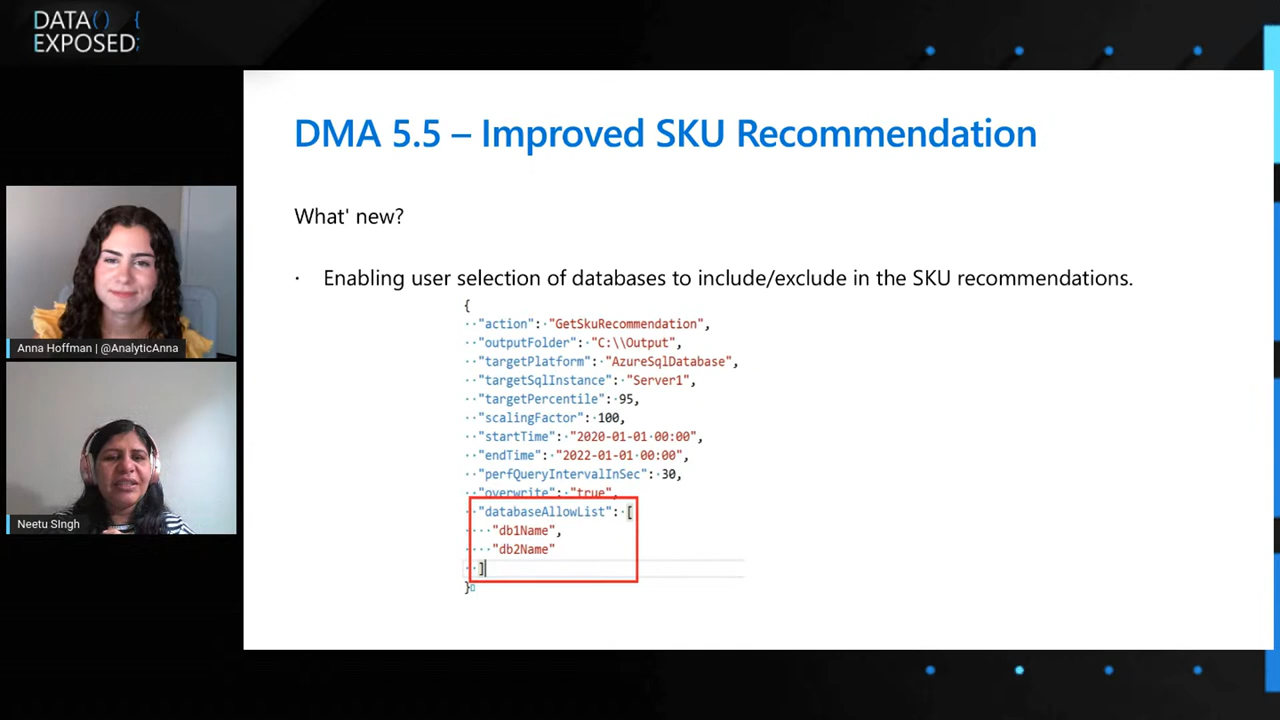 DATA() {
EXPOSED;
DMA 5.5 – Improved SKU Recommendation
What' new?
· Enabling user selection of databases to include/exclude in the SKU recommendations.
{
"action": "GetSkuRecommendation",
"outputFolder": "C:\\Output",
"targetPlatform": "AzureSqlDatabase",
"targetSqlInstance": "Server1",
"targetPercentile": 95,
"scalingFactor": 100,
"startTime": "2020-01-01 00:00",
"endTime": "2022-01-01 00:00",
"perfQueryIntervalInSec": 30,
"overwrite": "true",
"databaseAllowList": [
"db1Name",
"db2Name"
]
}
Anna Hoffman | @AnalyticAnna
Neetu SIngh